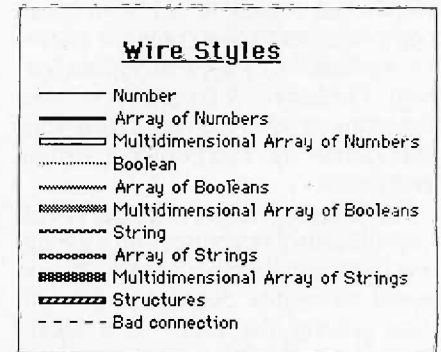 Wire Styles
Number
Array of Numbers
Multidimensional Array of Numbers
Boolean
Array of Booleans
Multidimensional Array of Booleans
String
Array of Strings
Multidimensional Array of Strings
Structures
Bad connection